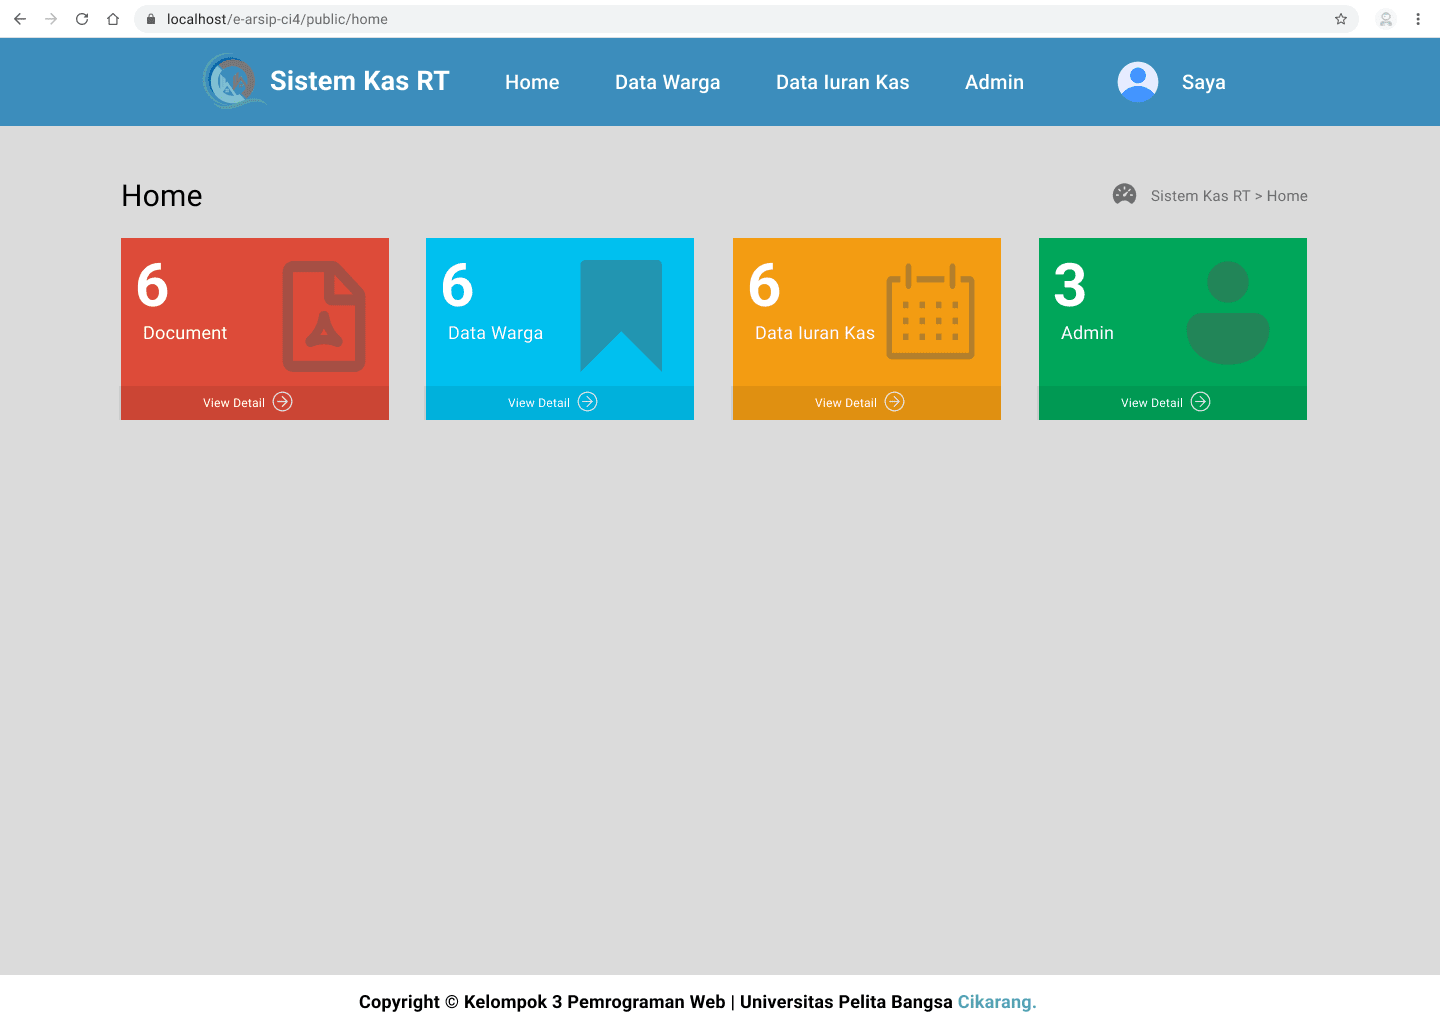 localhost/e-arsip-ci4/public/home
Sistem Kas RT Home Data Warga Data Iuran Kas Admin Saya
Home
Sistem Kas RT > Home
6
Document
View Detail
6
Data Warga
View Detail
6
Data Iuran Kas
View Detail
3
Admin
View Detail
Copyright © Kelompok 3 Pemrograman Web | Universitas Pelita Bangsa Cikarang.